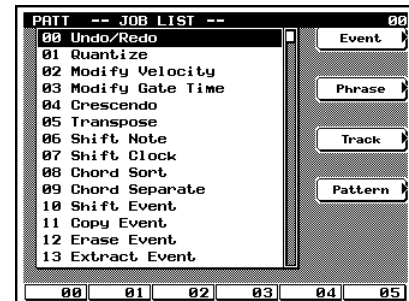 PATT -- JOB LIST -- 00
00 Undo/Redo
01 Quantize
02 Modify Velocity
03 Modify Gate Time
04 Crescendo
05 Transpose
06 Shift Note
07 Shift Clock
08 Chord Sort
09 Chord Separate
10 Shift Event
11 Copy Event
12 Erase Event
13 Extract Event
Event
Phrase
Track
Pattern
00 01 02 03 04 05